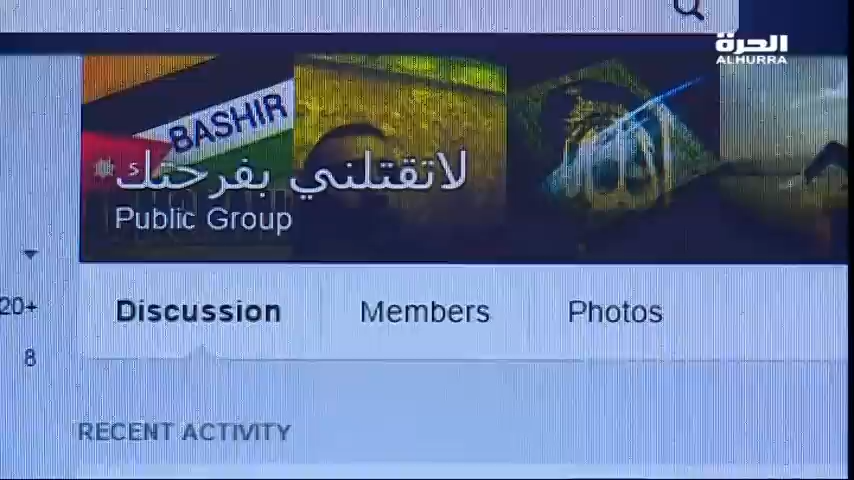 الحرة
ALHURRA
BASHIR
#لاتقتلني بفرحتك
Public Group
20+
8
Discussion
Members
Photos
RECENT ACTIVITY